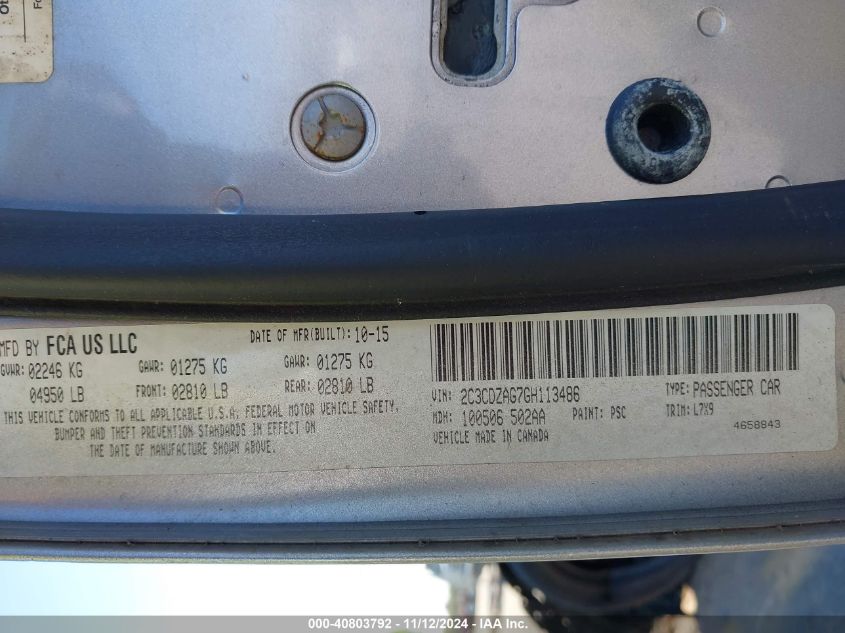 MFD BY FCA US LLC
DATE OF MFR(BUILT): 10-15
GVWR: 02246 KG
GAWR: 01275 KG
GAWR: 01275 KG
04950 LB
FRONT: 02810 LB
REAR: 02810 LB
THIS VEHICLE CONFORMS TO ALL APPLICABLE U.S.A. FEDERAL MOTOR VEHICLE SAFETY,
BUMPER AND THEFT PREVENTION STANDARDS IN EFFECT ON
THE DATE OF MANUFACTURE SHOWN ABOVE.
VIN: 2C3CDZAG7GH113486
TYPE: PASSENGER CAR
MDH: 100506 502AA
PAINT: PSC
TRIM: L7X9
VEHICLE MADE IN CANADA
4658843
000-40803792 - 11/12/2024 - IAA Inc.